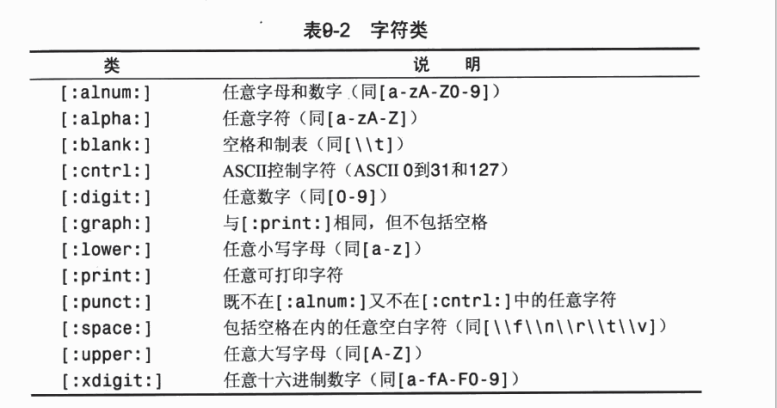 表9-2 字符类
类 说 明
[:alnum:] 任意字母和数字（同[a-zA-Z0-9]）
[:alpha:] 任意字符（同[a-zA-Z]）
[:blank:] 空格和制表（同[\\t]）
[:cntrl:] ASCII控制字符（ASCII 0到31和127）
[:digit:] 任意数字（同[0-9]）
[:graph:] 与[:print:]相同，但不包括空格
[:lower:] 任意小写字母（同[a-z]）
[:print:] 任意可打印字符
[:punct:] 既不在[:alnum:]又不在[:cntrl:]中的任意字符
[:space:] 包括空格在内的任意空白字符（同[\\f\\n\\r\\t\\v]）
[:upper:] 任意大写字母（同[A-Z]）
[:xdigit:] 任意十六进制数字（同[a-fA-F0-9]）